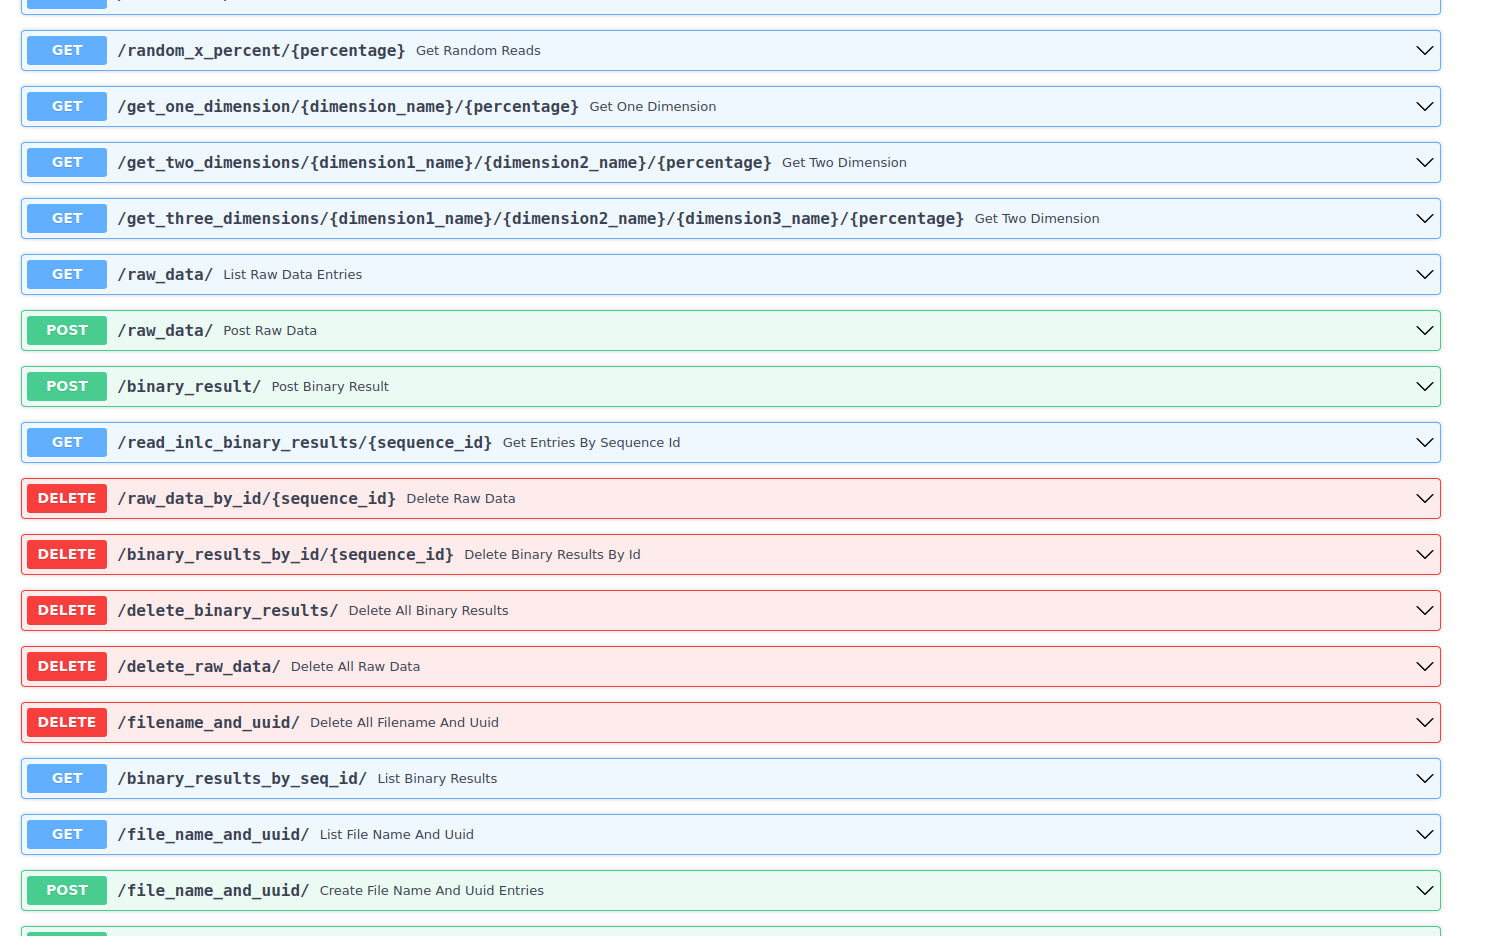 GET /random_x_percent/{percentage} Get Random Reads
GET /get_one_dimension/{dimension_name}/{percentage} Get One Dimension
GET /get_two_dimensions/{dimension1_name}/{dimension2_name}/{percentage} Get Two Dimension
GET /get_three_dimensions/{dimension1_name}/{dimension2_name}/{dimension3_name}/{percentage} Get Two Dimension
GET /raw_data/ List Raw Data Entries
POST /raw_data/ Post Raw Data
POST /binary_result/ Post Binary Result
GET /read_inlc_binary_results/{sequence_id} Get Entries By Sequence Id
DELETE /raw_data_by_id/{sequence_id} Delete Raw Data
DELETE /binary_results_by_id/{sequence_id} Delete Binary Results By Id
DELETE /delete_binary_results/ Delete All Binary Results
DELETE /delete_raw_data/ Delete All Raw Data
DELETE /filename_and_uuid/ Delete All Filename And Uuid
GET /binary_results_by_seq_id/ List Binary Results
GET /file_name_and_uuid/ List File Name And Uuid
POST /file_name_and_uuid/ Create File Name And Uuid Entries